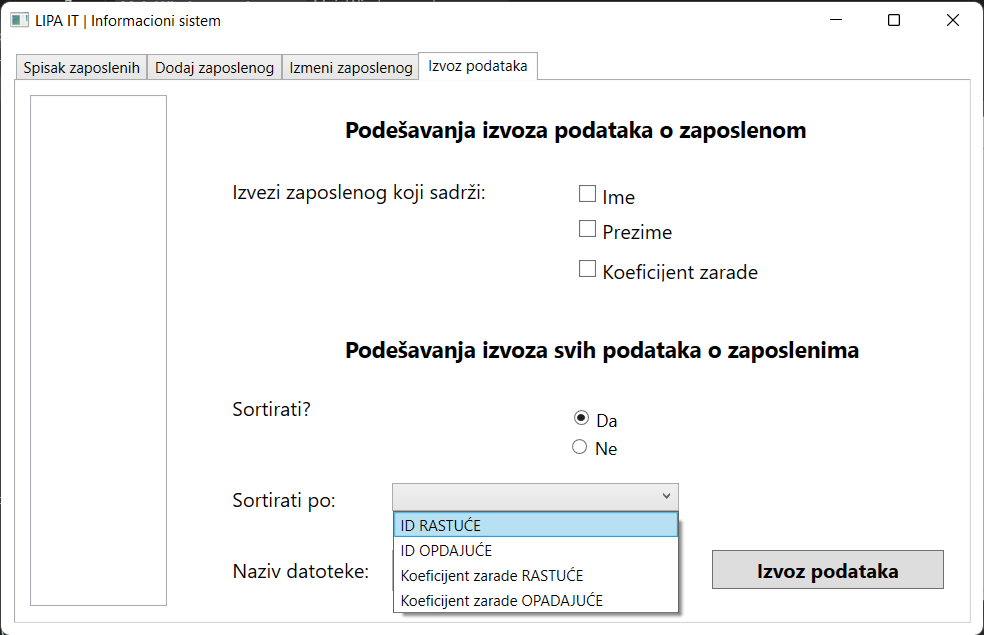 LIPA IT | Informacioni sistem
Spisak zaposlenih
Dodaj zaposlenog
Izmeni zaposlenog
Izvoz podataka
Podešavanja izvoza podataka o zaposlenom
Izvezi zaposlenog koji sadrži:
Ime
Prezime
Koeficijent zarade
Podešavanja izvoza svih podataka o zaposlenima
Sortirati?
Da
Ne
Sortirati po:
ID RASTUĆE
ID OPDAJUĆE
Koeficijent zarade RASTUĆE
Koeficijent zarade OPADAJUĆE
Naziv datoteke:
Izvoz podataka